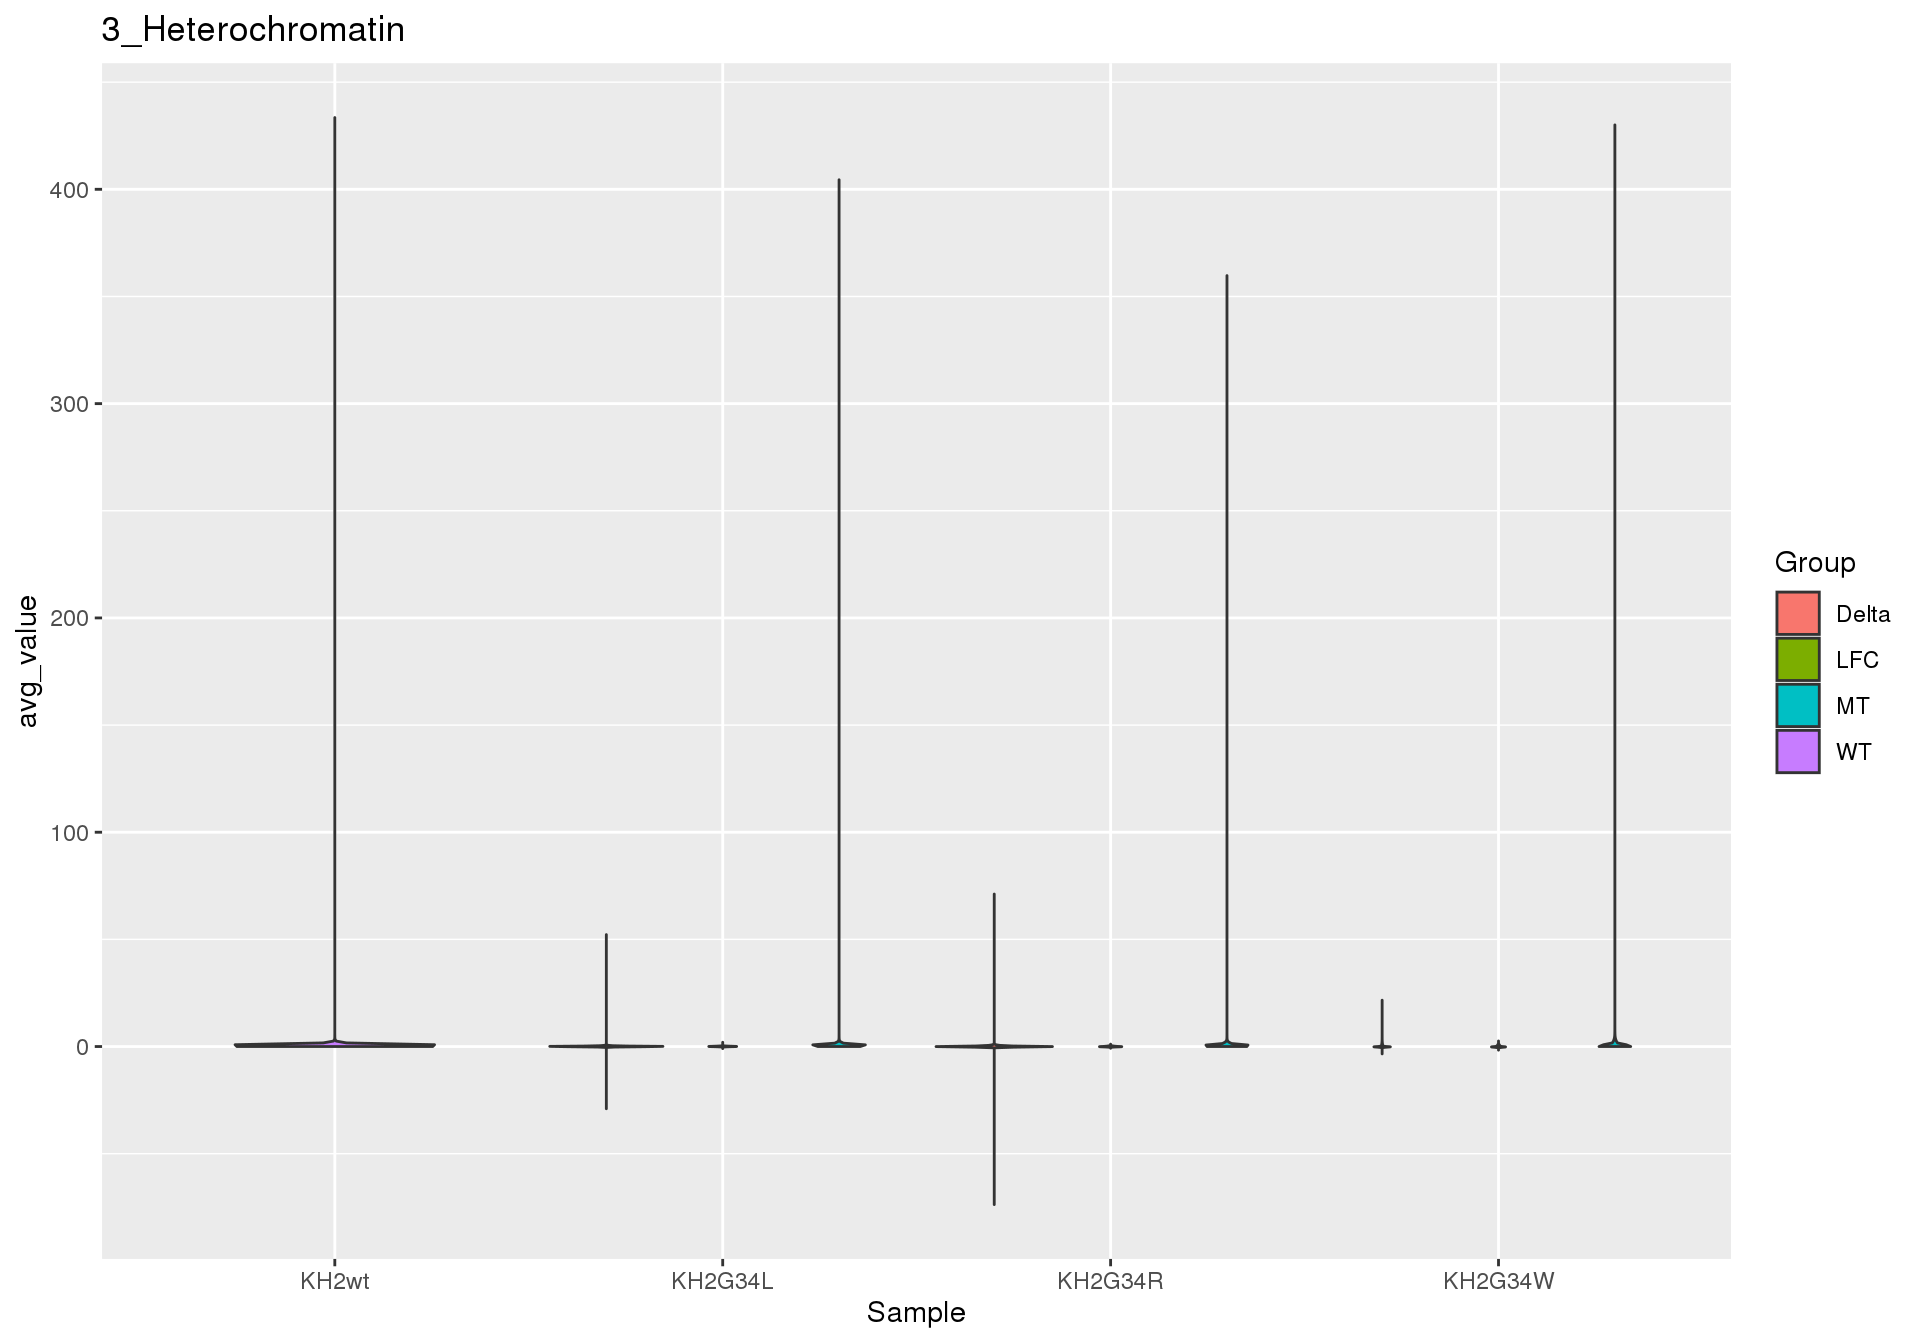 3_Heterochromatin
avg_value
400
300
200
100
0
KH2wt
KH2G34L
KH2G34R
KH2G34W
Sample
Group
Delta
LFC
MT
WT